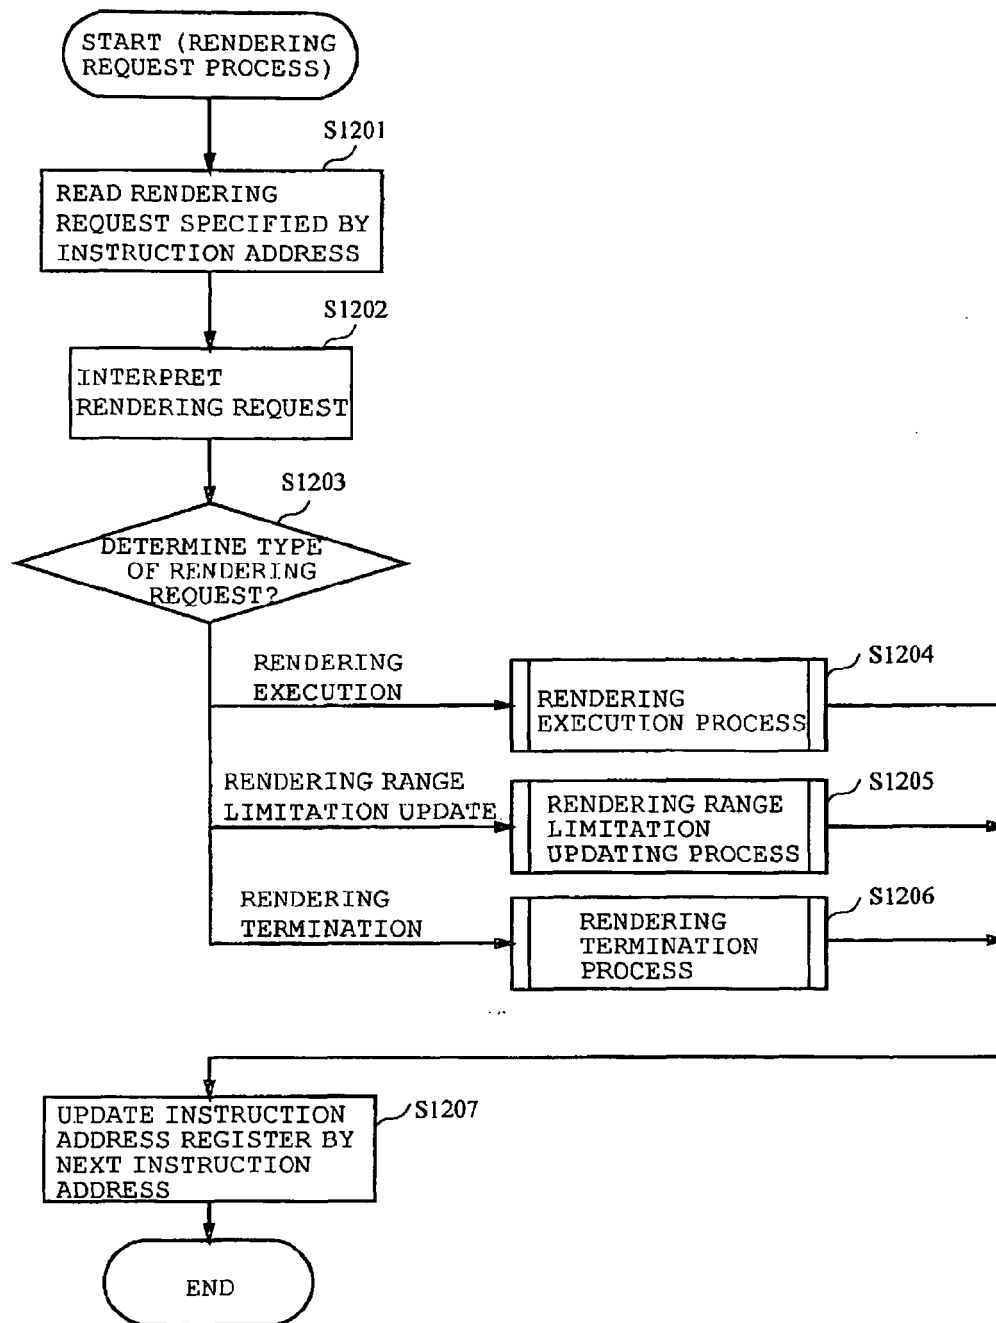 START (RENDERING
REQUEST PROCESS)
S1201
READ RENDERING
REQUEST SPECIFIED BY
INSTRUCTION ADDRESS
S1202
INTERPRET
RENDERING REQUEST
S1203
DETERMINE TYPE
OF RENDERING
REQUEST?
RENDERING
EXECUTION
S1204
RENDERING
EXECUTION PROCESS
RENDERING RANGE
LIMITATION UPDATE
S1205
RENDERING RANGE
LIMITATION
UPDATING PROCESS
RENDERING
TERMINATION
S1206
RENDERING
TERMINATION
PROCESS
S1207
UPDATE INSTRUCTION
ADDRESS REGISTER BY
NEXT INSTRUCTION
ADDRESS
END